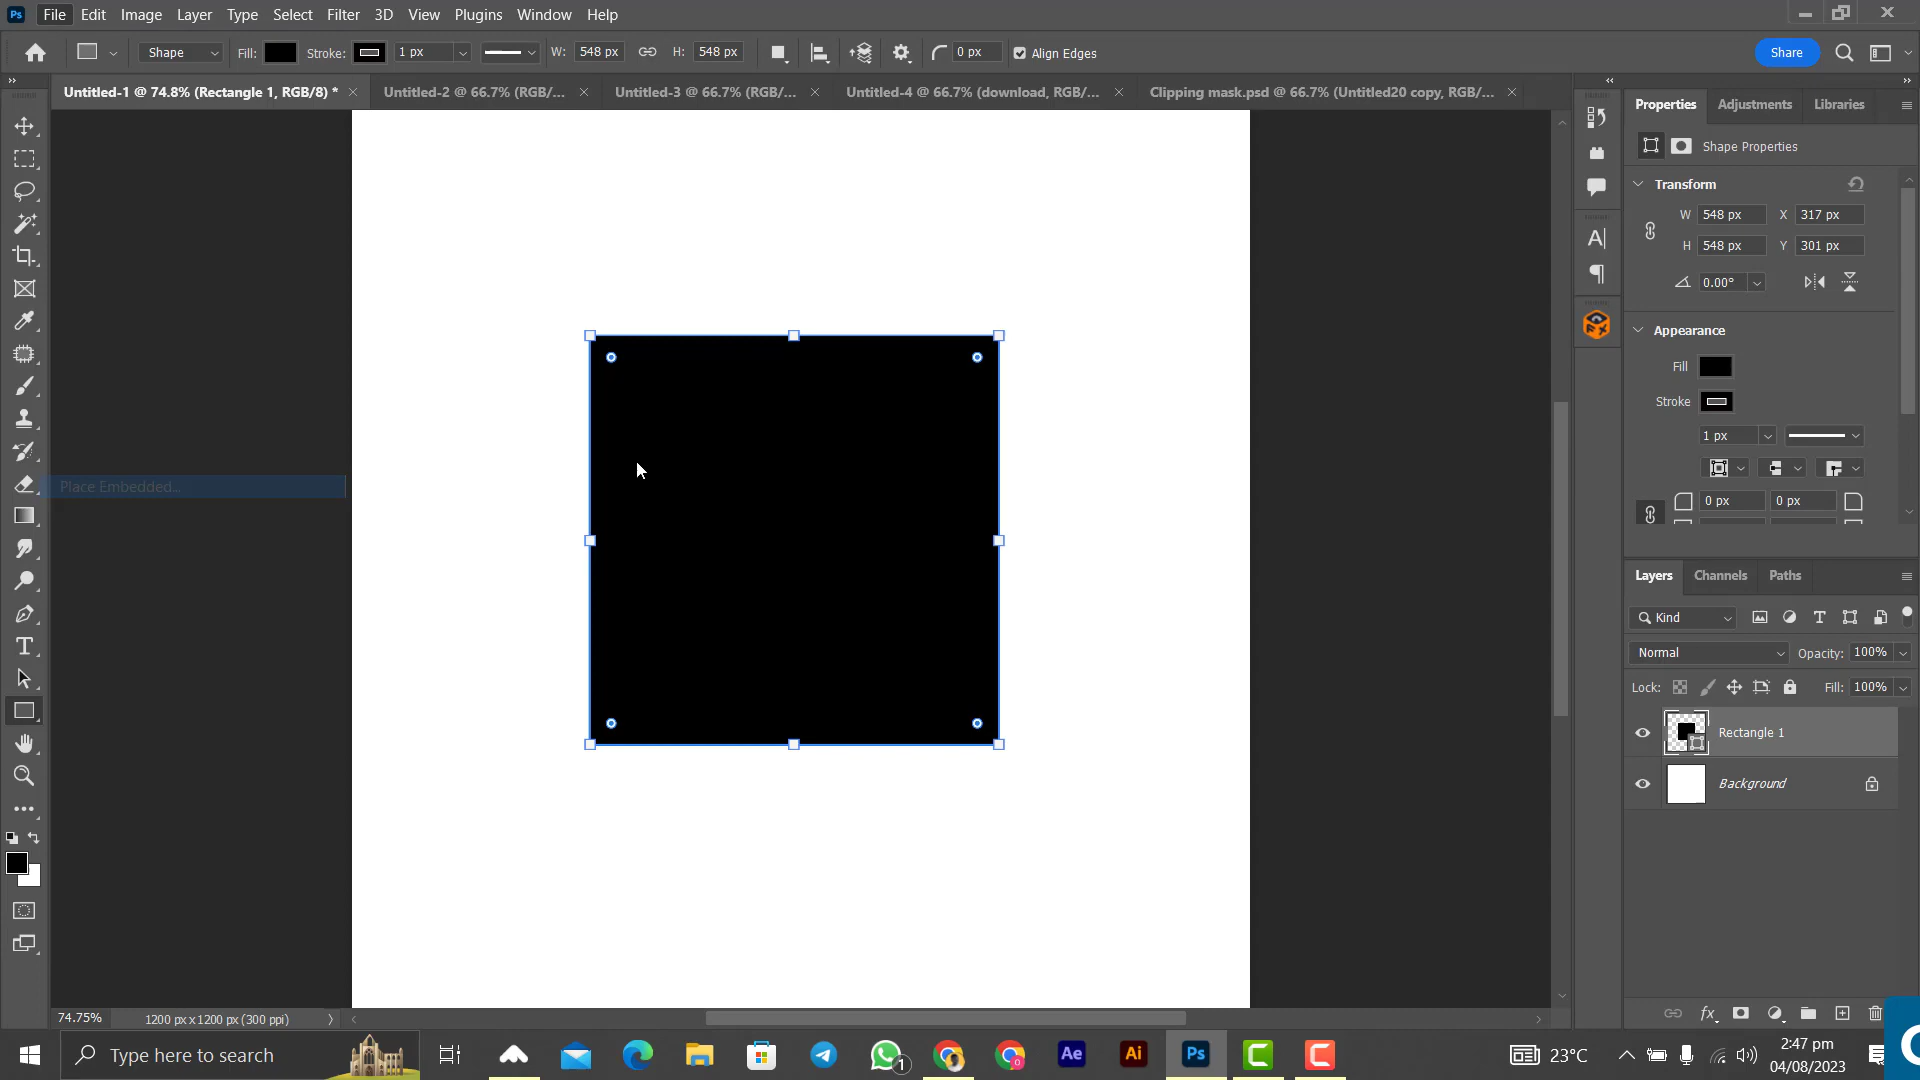 Ps File Edit Image Layer Type Select Filter 3D View Plugins Window Help
Shape Fill: Stroke: 1 px W: 548 px H: 548 px 0 px Align Edges Share
Untitled-1 @ 74.8% (Rectangle 1, RGB/8) * Untitled-2 @ 66.7% (RGB/... Untitled-3 @ 66.7% (RGB/... Untitled-4 @ 66.7% (download, RGB/... Clipping mask.psd @ 66.7% (Untitled20 copy, RGB/...
Properties Adjustments Libraries
Shape Properties
Transform
W 548 px X 317 px
H 548 px Y 301 px
0.00°
Appearance
Fill
Stroke
1 px
0 px 0 px
Place Embedded...
Layers Channels Paths
Kind
Normal Opacity: 100%
Lock: Fill: 100%
Rectangle 1
Background
74.75% 1200 px x 1200 px (300 ppi)
Type here to search 1 Ae Ai Ps 23°C 2:47 pm
04/08/2023